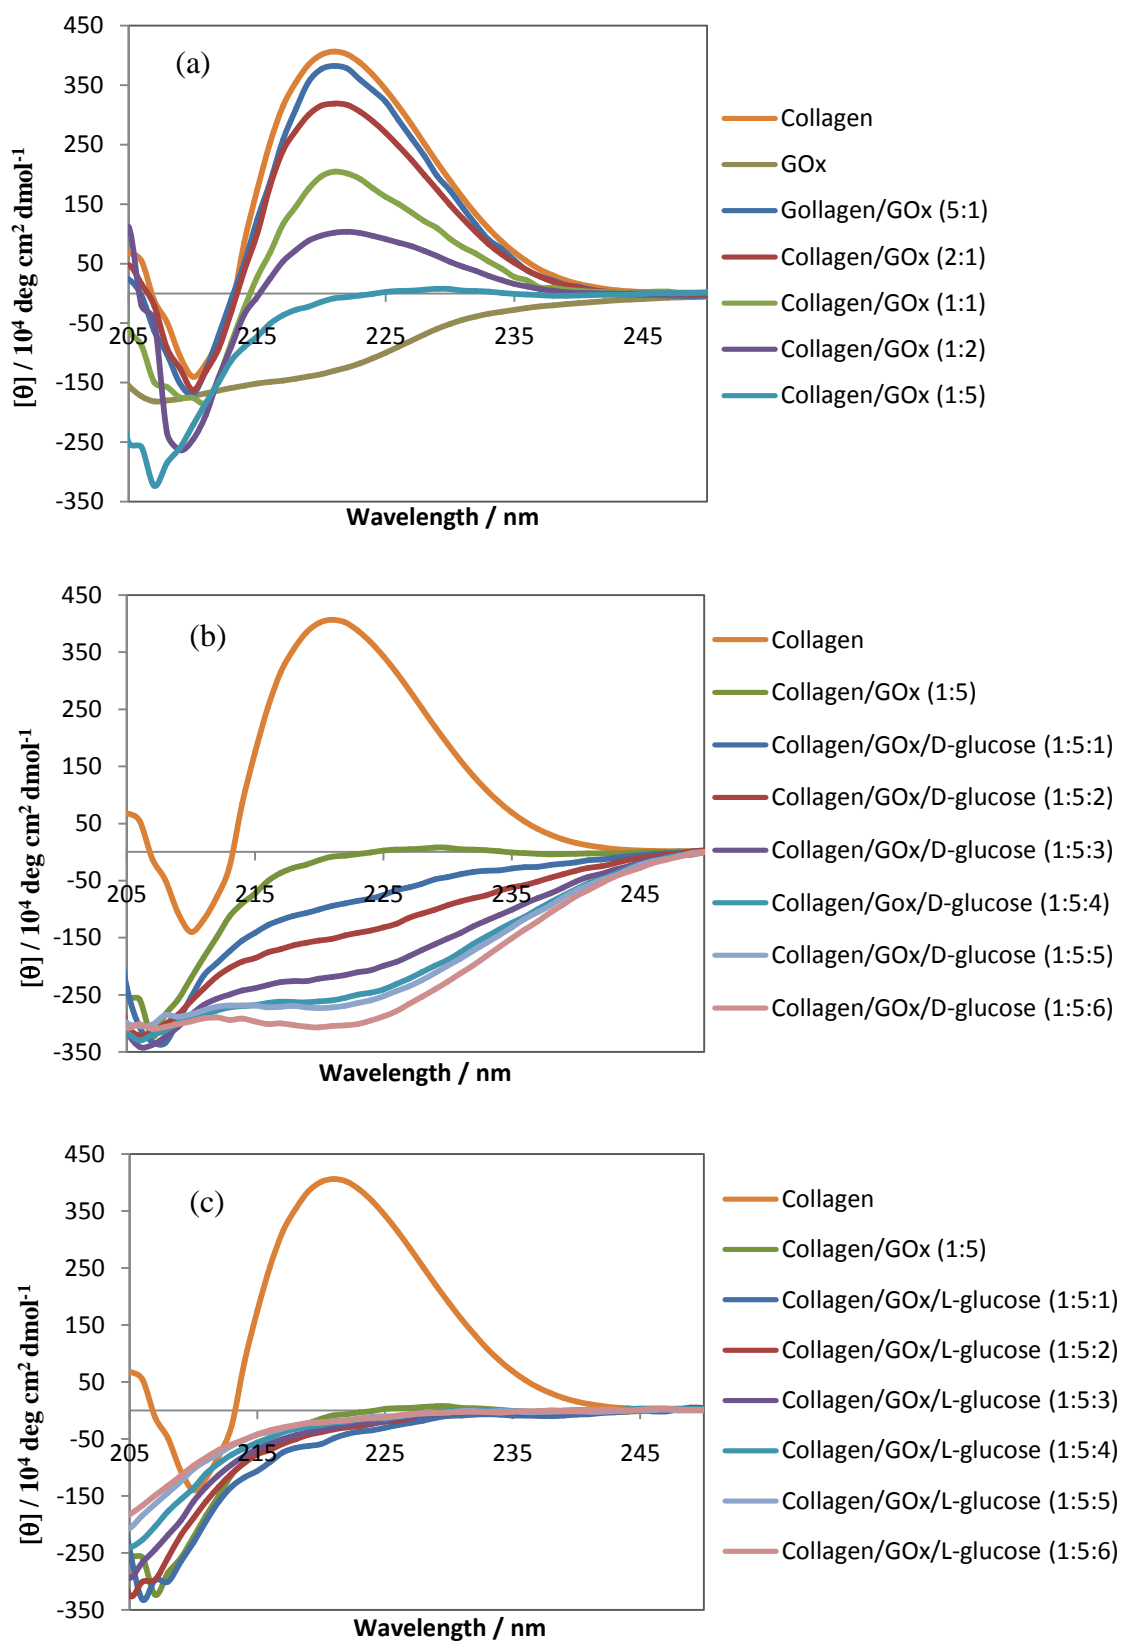 450
350
250
150
50
-50
-150
-250
-350
205
215
225
235
245
(a)
[θ] / 10⁴ deg cm² dmol⁻¹
Wavelength / nm
Collagen
GOx
Gollagen/GOx (5:1)
Collagen/GOx (2:1)
Collagen/GOx (1:1)
Collagen/GOx (1:2)
Collagen/GOx (1:5)
450
350
250
150
50
-50
-150
-250
-350
205
215
225
235
245
(b)
[θ] / 10⁴ deg cm² dmol⁻¹
Wavelength / nm
Collagen
Collagen/GOx (1:5)
Collagen/GOx/D-glucose (1:5:1)
Collagen/GOx/D-glucose (1:5:2)
Collagen/GOx/D-glucose (1:5:3)
Collagen/Gox/D-glucose (1:5:4)
Collagen/GOx/D-glucose (1:5:5)
Collagen/GOx/D-glucose (1:5:6)
450
350
250
150
50
-50
-150
-250
-350
205
215
225
235
245
(c)
[θ] / 10⁴ deg cm² dmol⁻¹
Wavelength / nm
Collagen
Collagen/GOx (1:5)
Collagen/GOx/L-glucose (1:5:1)
Collagen/GOx/L-glucose (1:5:2)
Collagen/GOx/L-glucose (1:5:3)
Collagen/GOx/L-glucose (1:5:4)
Collagen/GOx/L-glucose (1:5:5)
Collagen/GOx/L-glucose (1:5:6)